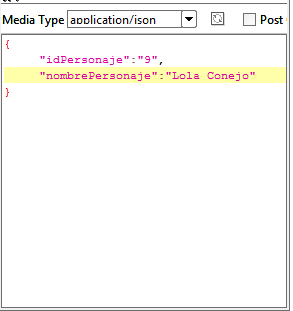 Media Type application/json Post
{
"idPersonaje":"9",
"nombrePersonaje":"Lola Conejo"
}